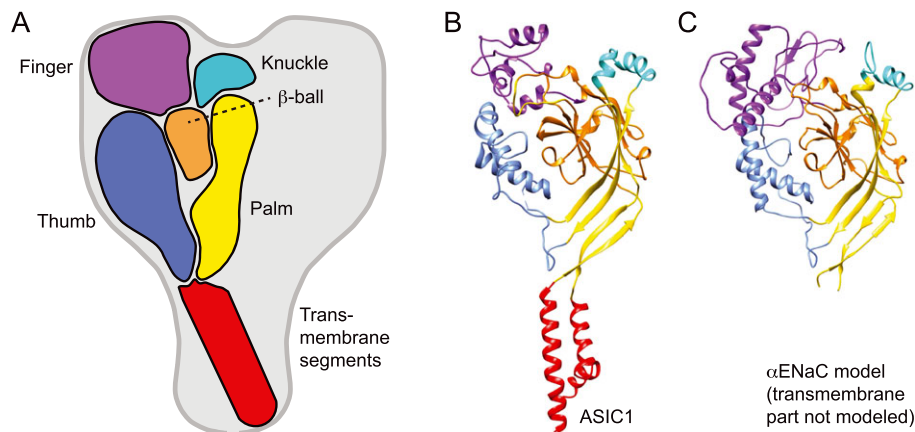 A
Finger
Knuckle
β-ball
Thumb
Palm
Trans-
membrane
segments
B
ASIC1
C
αENaC model
(transmembrane
part not modeled)